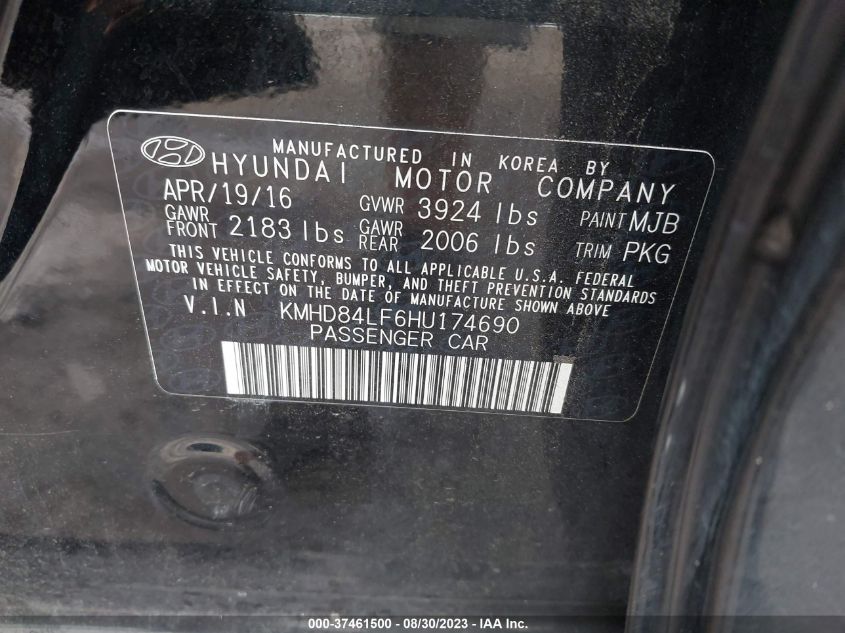 MANUFACTURED IN KOREA BY
HYUNDAI MOTOR COMPANY
APR/19/16 GVWR 3924 lbs PAINT MJB
GAWR FRONT 2183 lbs GAWR REAR 2006 lbs TRIM PKG
THIS VEHICLE CONFORMS TO ALL APPLICABLE U.S.A. FEDERAL
MOTOR VEHICLE SAFETY, BUMPER, AND THEFT PREVENTION STANDARDS
IN EFFECT ON THE DATE OF MANUFACTURE SHOWN ABOVE
V.I.N KMHD84LF6HU174690
PASSENGER CAR
000-37461500 - 08/30/2023 - Copyright © 2023 IAA, Inc.